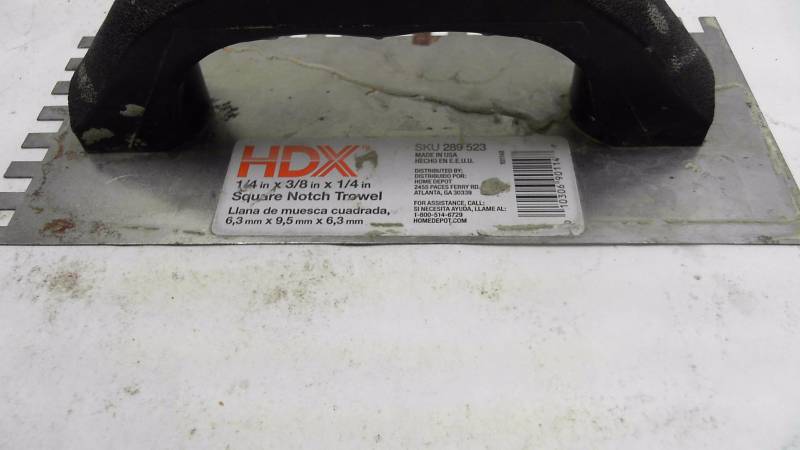 HDX
1/4 in x 3/8 in x 1/4 in
Square Notch Trowel
Llana de muesca cuadrada,
6,3 mm x 9,5 mm x 6,3 mm
SKU 289 523
MADE IN USA
HECHO EN E.E.U.U.
DISTRIBUTED BY:
DISTRIBUIDO POR:
HOME DEPOT
2455 PACES FERRY RD.
ATLANTA, GA 30339
FOR ASSISTANCE, CALL:
SI NECESITA AYUDA, LLAME AL:
1-800-514-6729
HOMEDEPOT.COM